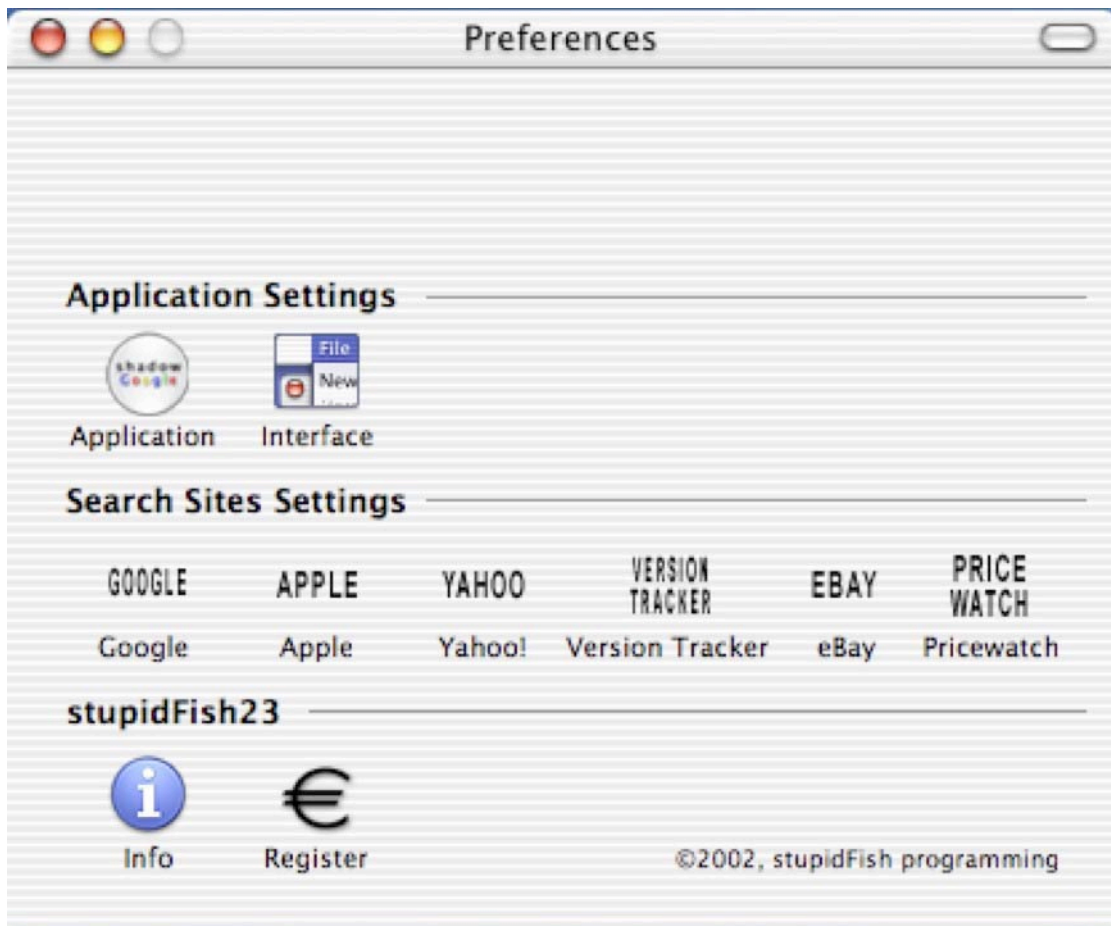 Preferences
Application Settings
shadow
Google
File
New
Application Interface
Search Sites Settings
GOOGLE APPLE YAHOO VERSION TRACKER EBAY PRICE WATCH
Google Apple Yahoo! Version Tracker eBay Pricewatch
stupidFish23
Info Register
©2002, stupidFish programming